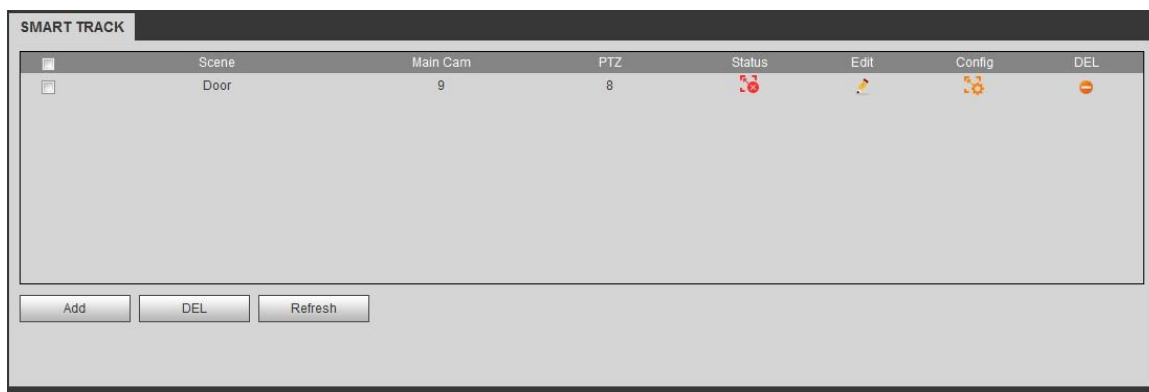 SMART TRACK
Scene Main Cam PTZ Status Edit Config DEL
Door 9 8
Add DEL Refresh